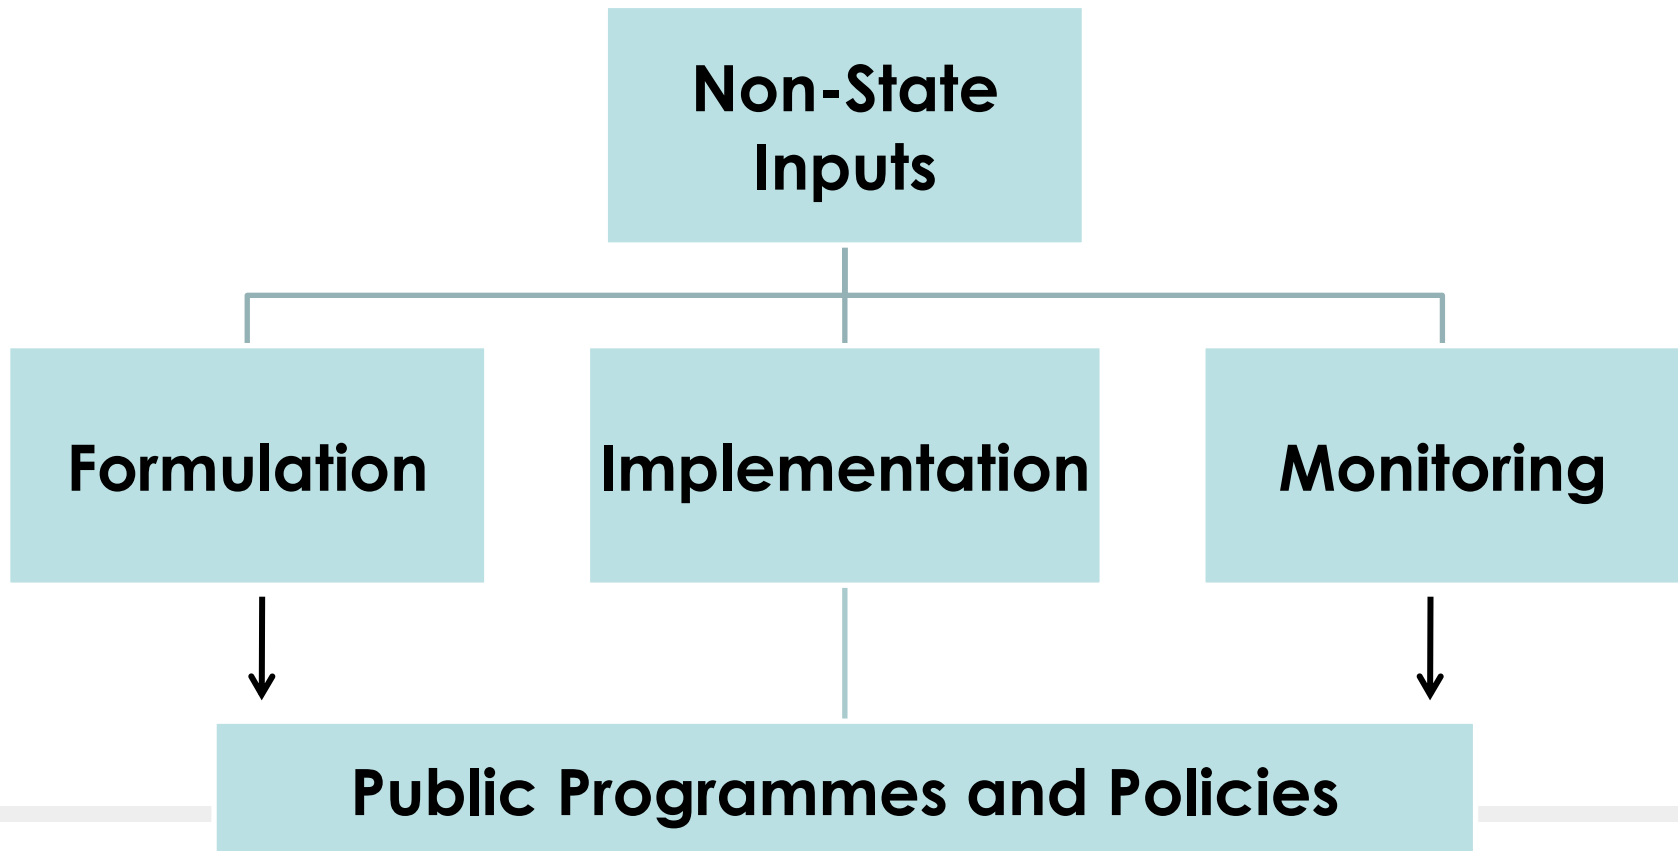 Non-State
Inputs
Formulation
Implementation
Monitoring
Public Programmes and Policies